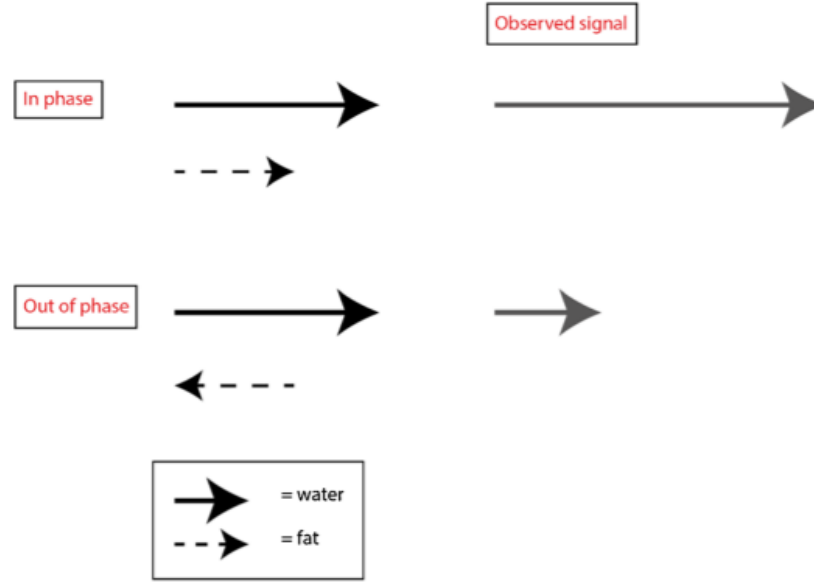 Observed signal
In phase
Out of phase
= water
= fat